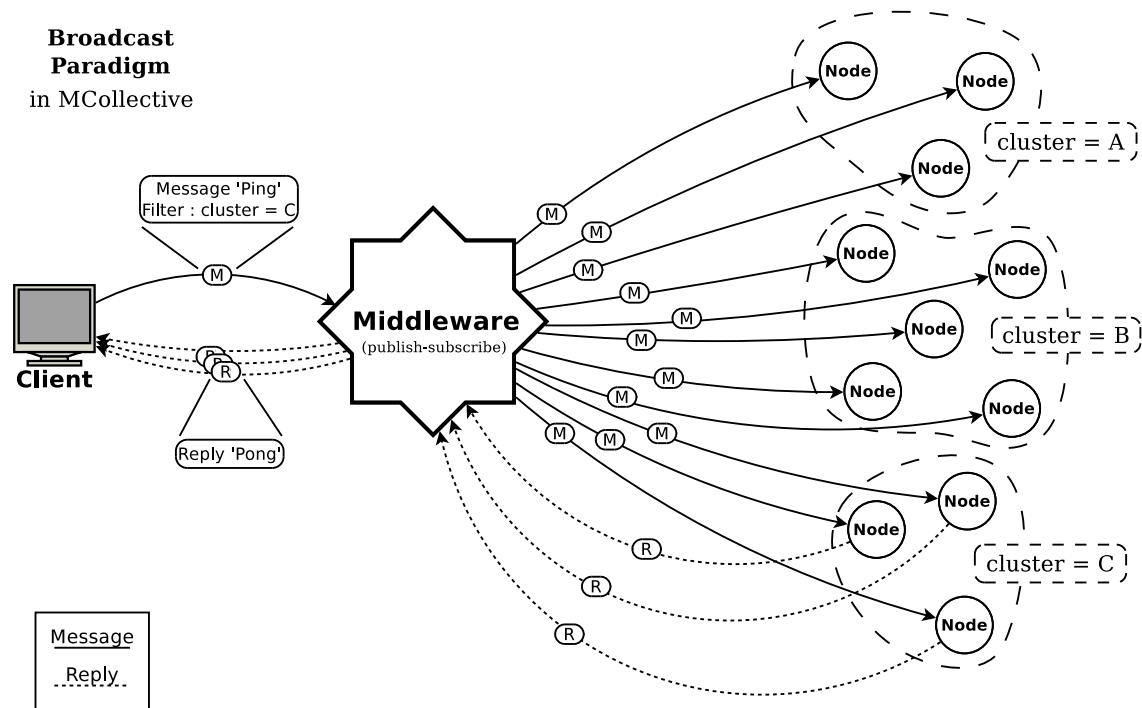 Broadcast
Paradigm
in MCollective
Message 'Ping'
Filter : cluster = C
M
Client
R
R
R
Reply 'Pong'
Middleware
(publish-subscribe)
M
M
M
M
M
M
M
M
M
M
M
R
R
R
Node
Node
Node
cluster = A
Node
Node
Node
cluster = B
Node
Node
Node
Node
cluster = C
Node
Message
Reply